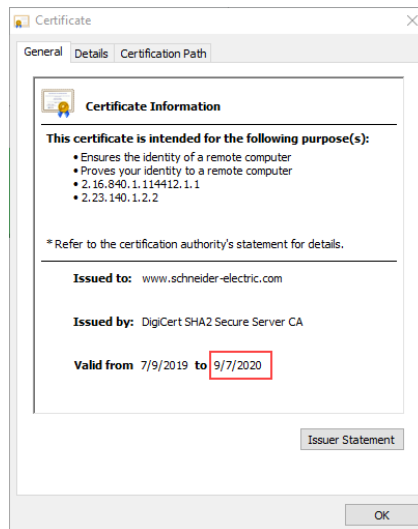 Certificate
General Details Certification Path
Certificate Information
This certificate is intended for the following purpose(s):
• Ensures the identity of a remote computer
• Proves your identity to a remote computer
• 2.16.840.1.114412.1.1
• 2.23.140.1.2.2
* Refer to the certification authority's statement for details.
Issued to: www.schneider-electric.com
Issued by: DigiCert SHA2 Secure Server CA
Valid from 7/9/2019 to 9/7/2020
Issuer Statement
OK